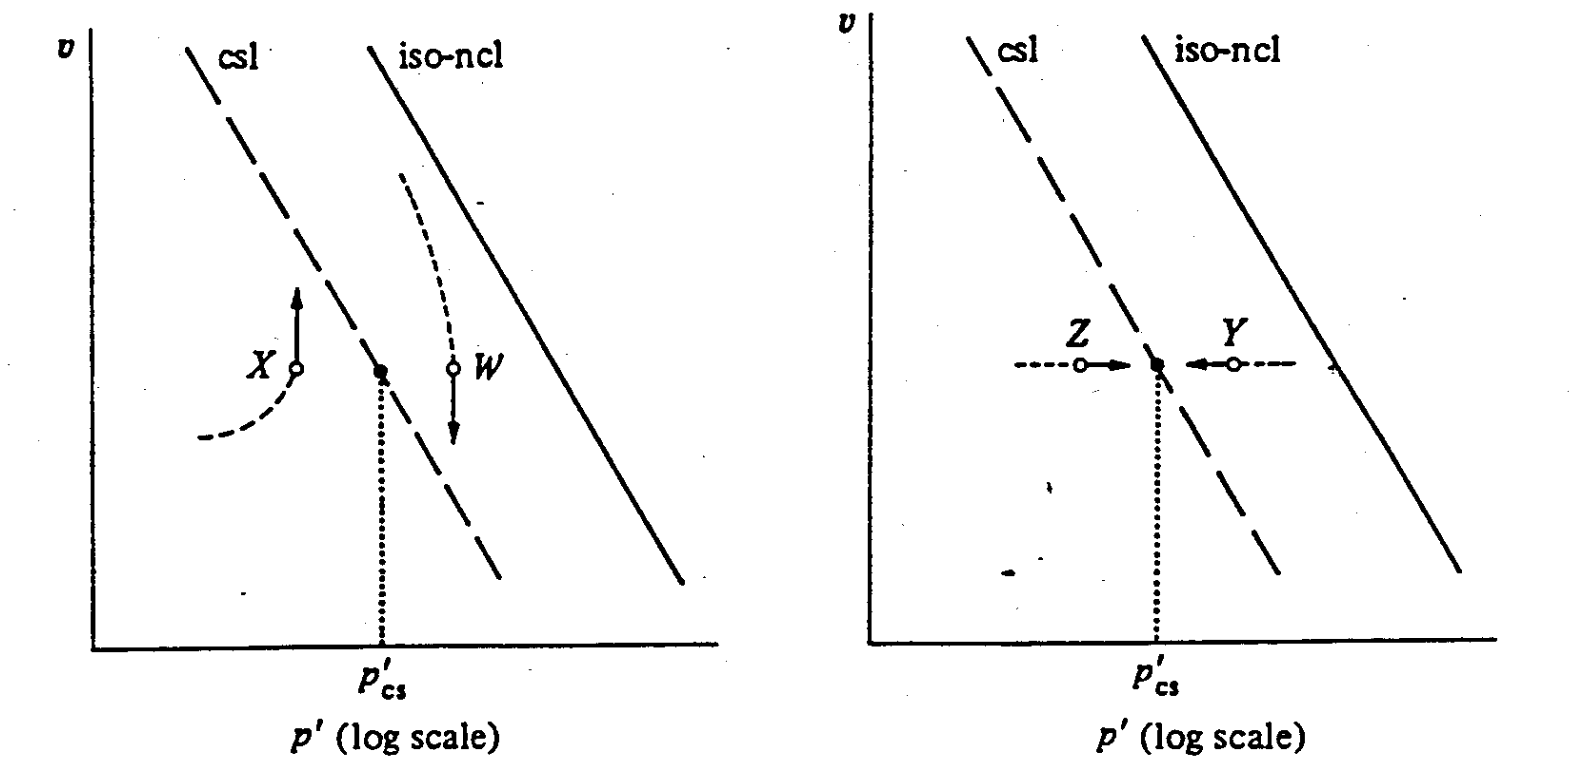 v
csl
iso-ncl
X
W
p′cs
p′ (log scale)
v
csl
iso-ncl
Z
Y
p′cs
p′ (log scale)